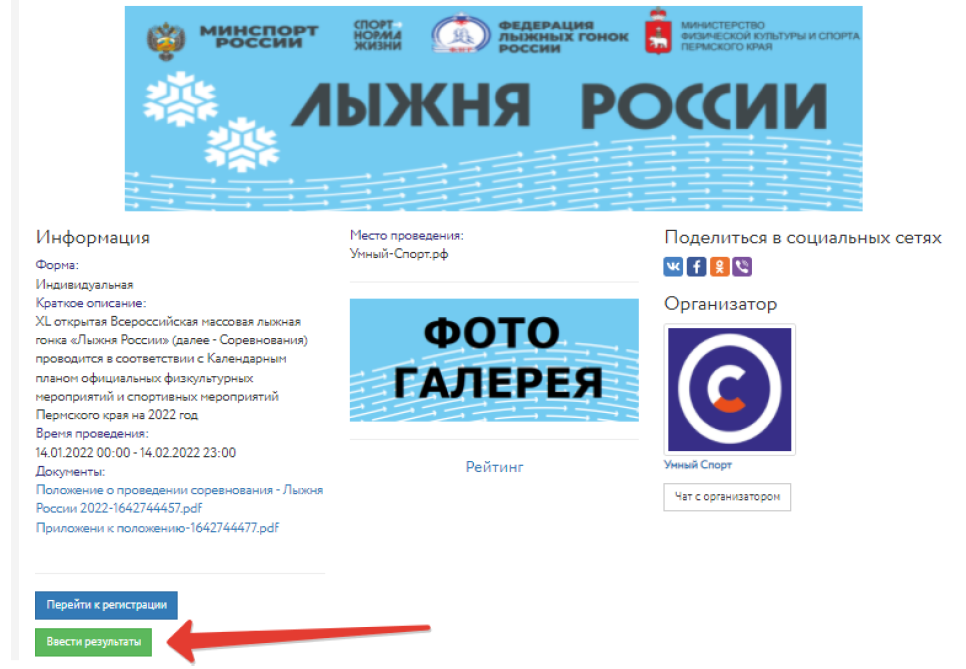 МИНСПОРТ
РОССИИ
СПОРТ
НОРМА
ЖИЗНИ
ФЕДЕРАЦИЯ
ЛЫЖНЫХ ГОНОК
РОССИИ
МИНИСТЕРСТВО
ФИЗИЧЕСКОЙ КУЛЬТУРЫ И СПОРТА
ПЕРМСКОГО КРАЯ
ЛЫЖНЯ РОССИИ
Информация
Форма:
Индивидуальная
Краткое описание:
XL открытая Всероссийская массовая лыжная
гонка «Лыжня России» (далее - Соревнования)
проводится в соответствии с Календарным
планом официальных физкультурных
мероприятий и спортивных мероприятий
Пермского края на 2022 год
Время проведения:
14.01.2022 00:00 - 14.02.2022 23:00
Документы:
Положение о проведении соревнования - Лыжня
России 2022-1642744457.pdf
Приложени к положению-1642744477.pdf
Перейти к регистрации
Ввести результаты
Место проведения:
Умный-Спорт.рф
ФОТО
ГАЛЕРЕЯ
Рейтинг
Поделиться в социальных сетях
Организатор
Умный Спорт
Чат с организатором